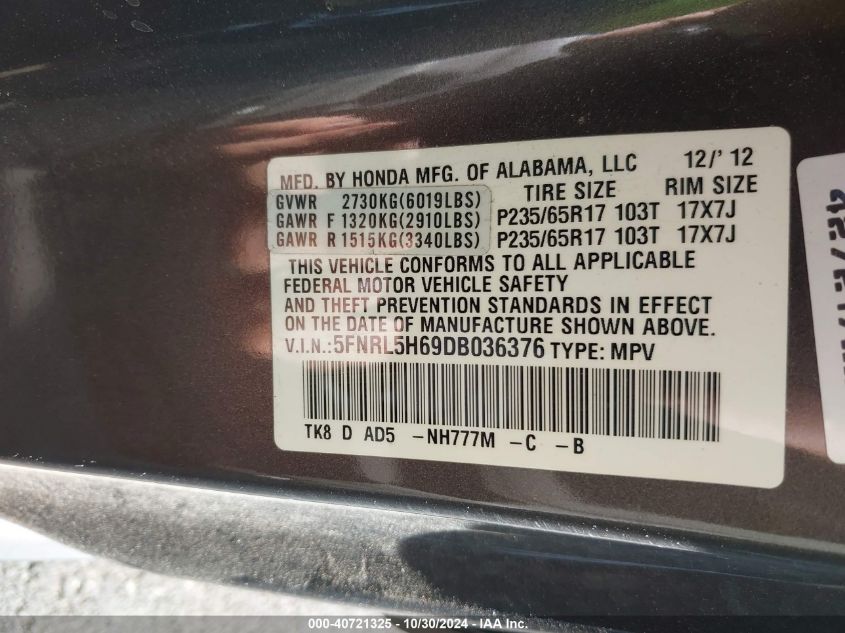 MFD. BY HONDA MFG. OF ALABAMA, LLC 12/'12
GVWR 2730KG(6019LBS) TIRE SIZE RIM SIZE
GAWR F 1320KG(2910LBS) P235/65R17 103T 17X7J
GAWR R 1515KG(3340LBS) P235/65R17 103T 17X7J
THIS VEHICLE CONFORMS TO ALL APPLICABLE
FEDERAL MOTOR VEHICLE SAFETY
AND THEFT PREVENTION STANDARDS IN EFFECT
ON THE DATE OF MANUFACTURE SHOWN ABOVE.
V.I.N.:5FNRL5H69DB036376 TYPE: MPV
TK8 D AD5 -NH777M -C -B
000-40721325 - 10/30/2024 - IAA Inc.